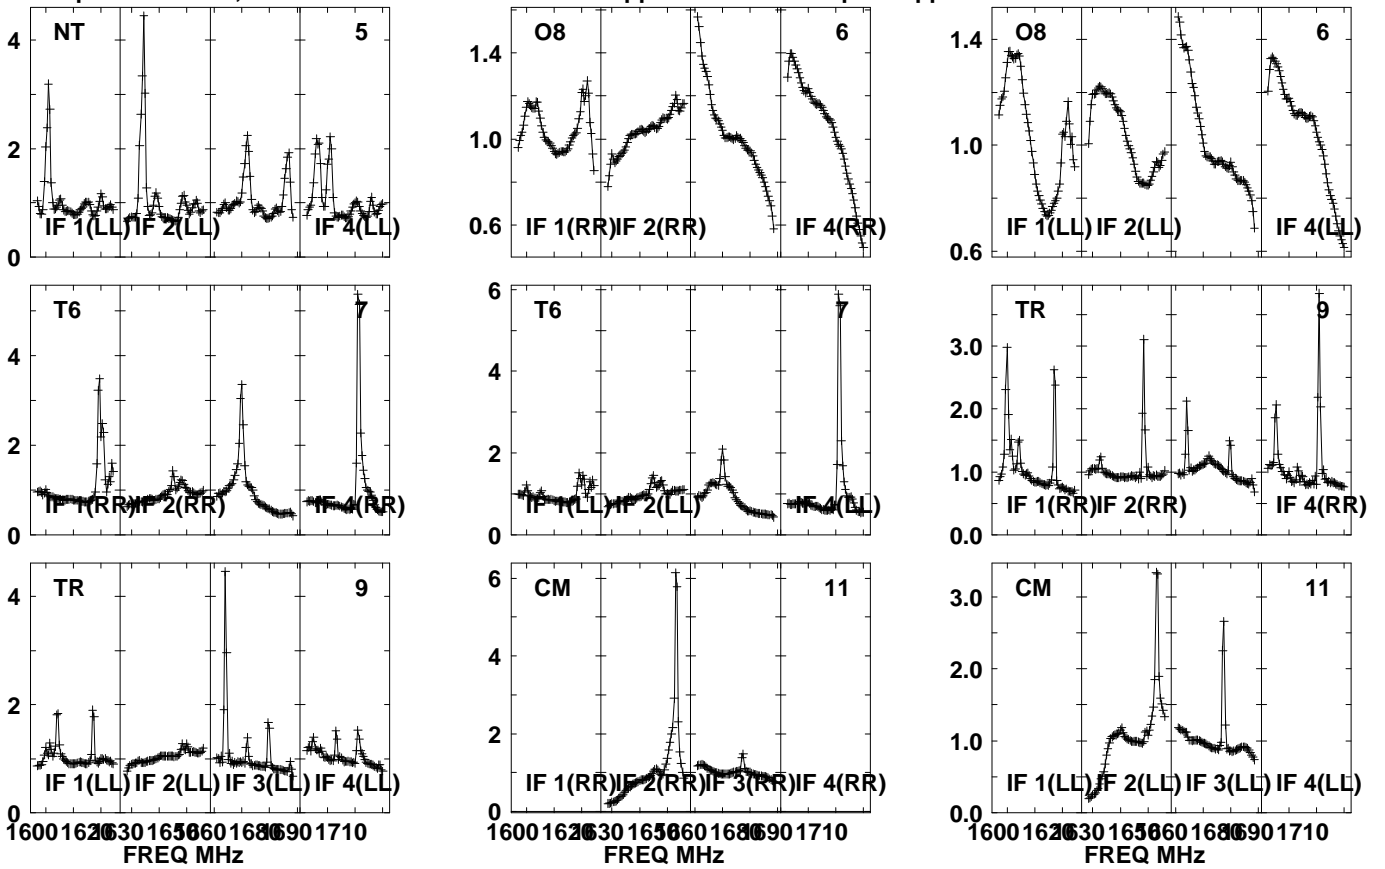 NT 5
4
2
0
IF 1(LL) IF 2(LL) IF 4(LL)
O8 6
1.4
1.2
1.0
0.8
0.6
IF 1(RR) IF 2(RR) IF 4(RR)
O8 6
1.4
1.0
0.6
IF 1(LL) IF 2(LL) IF 4(LL)
T6 7
4
2
0
IF 1(RR) IF 2(RR) IF 4(RR)
T6 7
6
4
2
0
IF 1(LL) IF 2(LL) IF 4(LL)
TR 9
3.0
2.0
1.0
0.0
IF 1(RR) IF 2(RR) IF 4(RR)
TR 9
4
2
0
IF 1(LL) IF 2(LL) IF 3(LL) IF 4(LL)
1600 1620 1630 1650 1660 1680 1690 1710
FREQ MHz
CM 11
6
4
2
0
IF 1(RR) IF 2(RR) IF 3(RR) IF 4(RR)
1600 1620 1630 1650 1660 1680 1690 1710
FREQ MHz
CM 11
3.0
2.0
1.0
0.0
IF 1(LL) IF 2(LL) IF 3(LL) IF 4(LL)
1600 1620 1630 1650 1660 1680 1690 1710
FREQ MHz